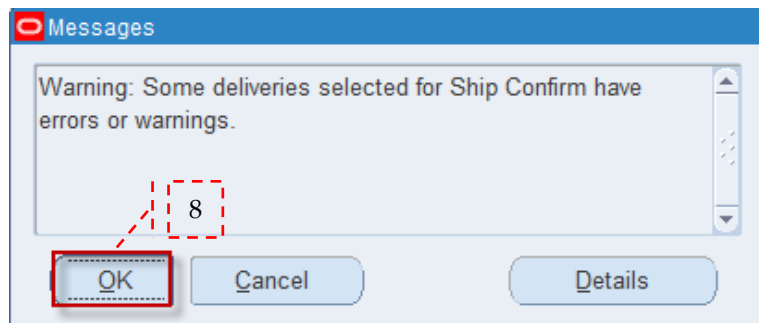 Messages
Warning: Some deliveries selected for Ship Confirm have
errors or warnings.
8
OK
Cancel
Details